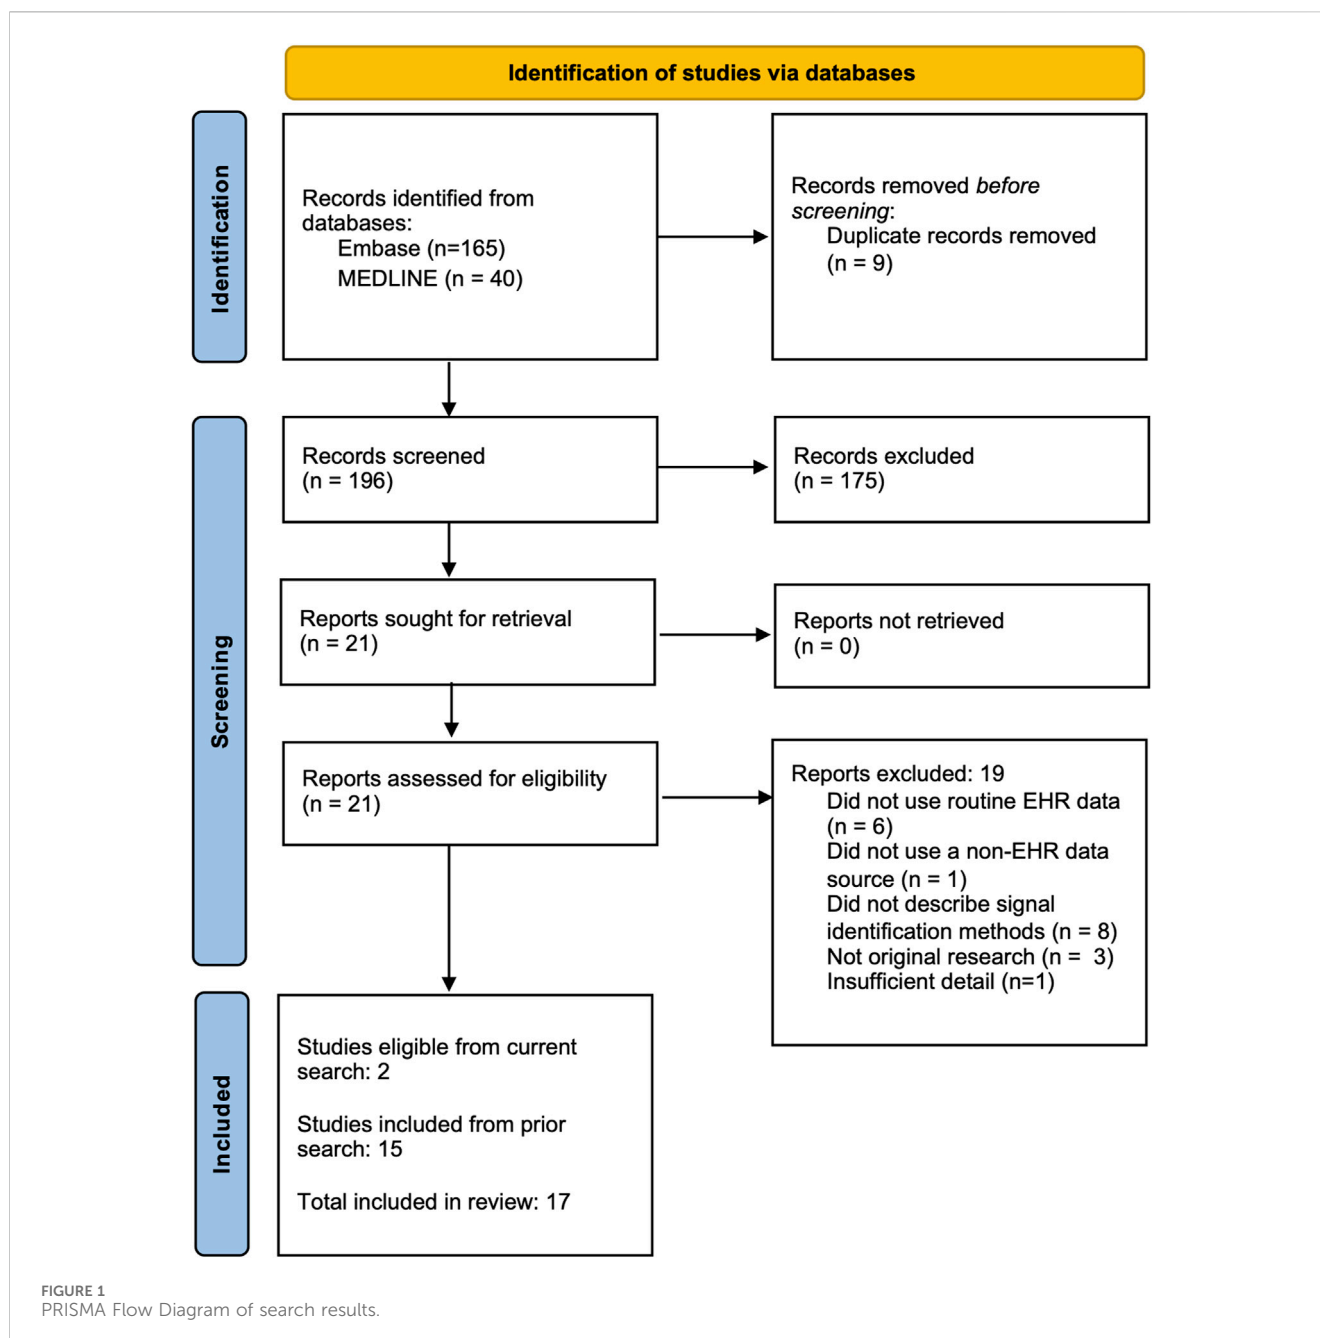 Identification of studies via databases
Identification
Records identified from
databases:
Embase (n=165)
MEDLINE (n = 40)
Records removed before
screening:
Duplicate records removed
(n = 9)
Screening
Records screened
(n = 196)
Records excluded
(n = 175)
Reports sought for retrieval
(n = 21)
Reports not retrieved
(n = 0)
Reports assessed for eligibility
(n = 21)
Reports excluded: 19
Did not use routine EHR data
(n = 6)
Did not use a non-EHR data
source (n = 1)
Did not describe signal
identification methods (n = 8)
Not original research (n =  3)
Insufficient detail (n=1)
Included
Studies eligible from current
search: 2
Studies included from prior
search: 15
Total included in review: 17
FIGURE 1
PRISMA Flow Diagram of search results.